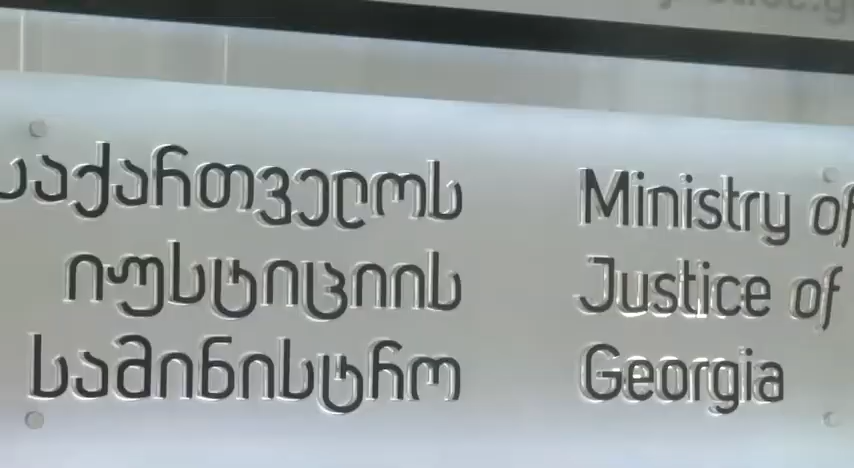 საქართველოს
იუსტიციის
სამინისტრო
Ministry of
Justice of
Georgia